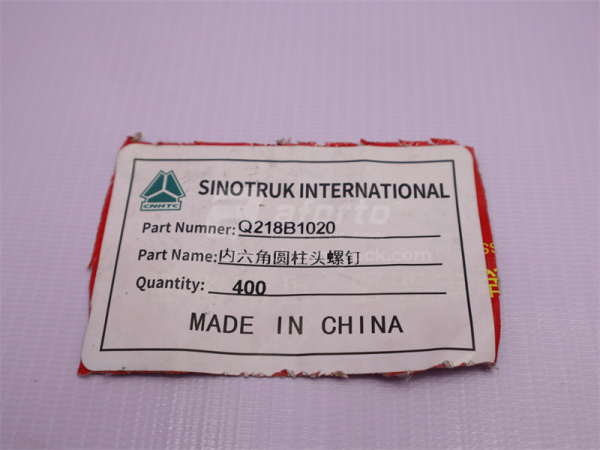 CNHTC
SINOTRUK INTERNATIONAL
Part Numner: Q218B1020
Part Name: 内六角圆柱头螺钉
Quantity: 400
MADE IN CHINA